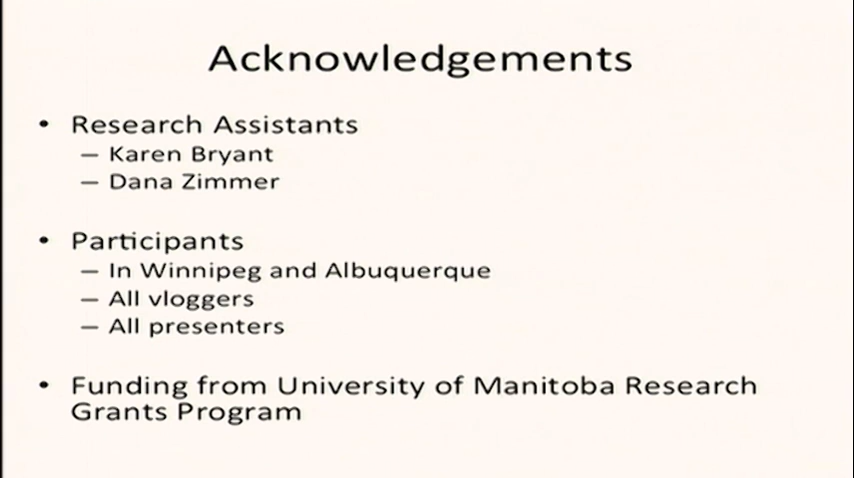 Acknowledgements
• Research Assistants
– Karen Bryant
– Dana Zimmer
• Participants
– In Winnipeg and Albuquerque
– All vloggers
– All presenters
• Funding from University of Manitoba Research
Grants Program